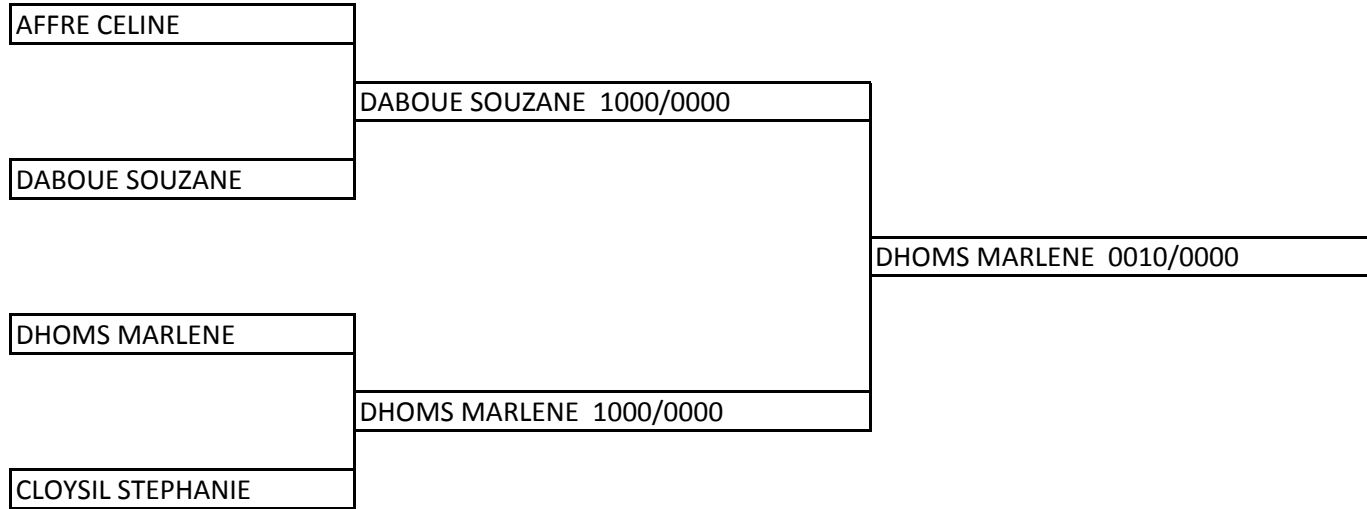 AFFRE CELINE
DABOUE SOUZANE 1000/0000
DABOUE SOUZANE
DHOMS MARLENE 0010/0000
DHOMS MARLENE
DHOMS MARLENE 1000/0000
CLOYSIL STEPHANIE